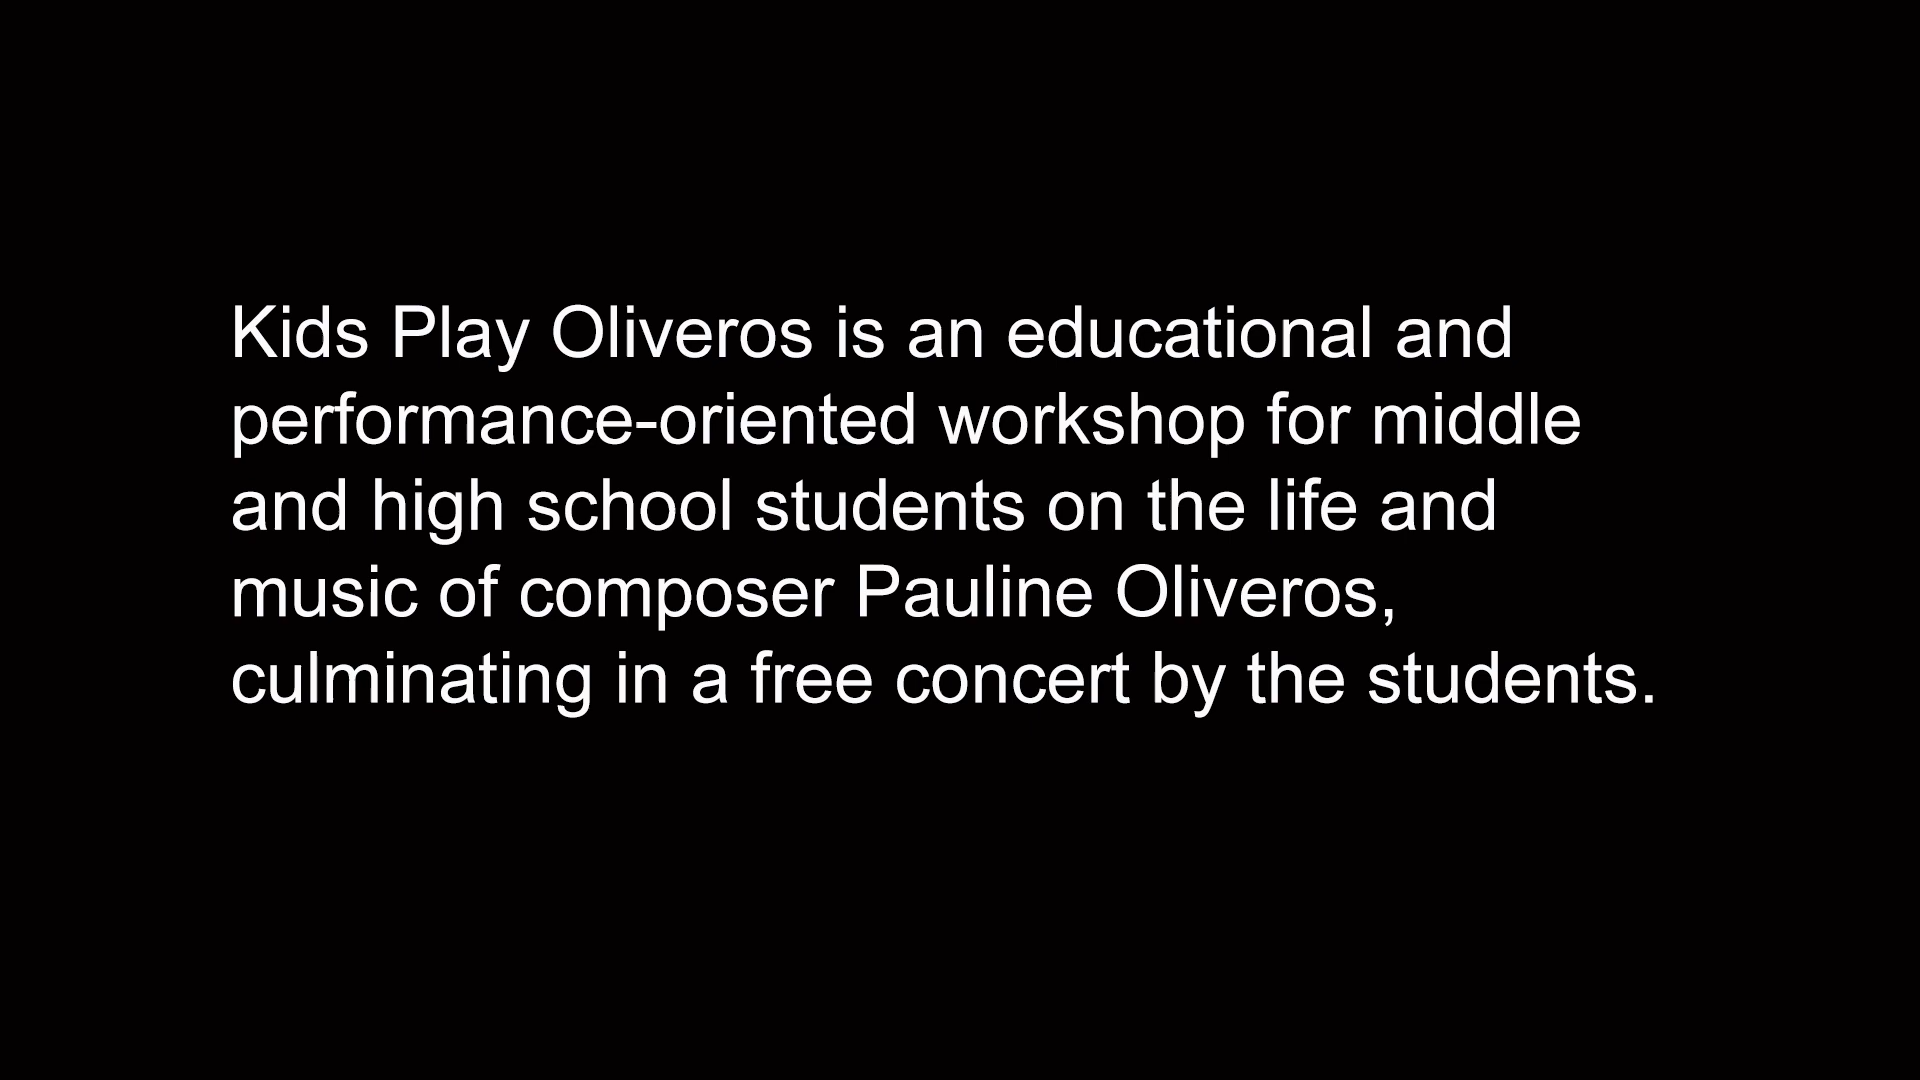 Kids Play Oliveros is an educational and
performance-oriented workshop for middle
and high school students on the life and
music of composer Pauline Oliveros,
culminating in a free concert by the students.